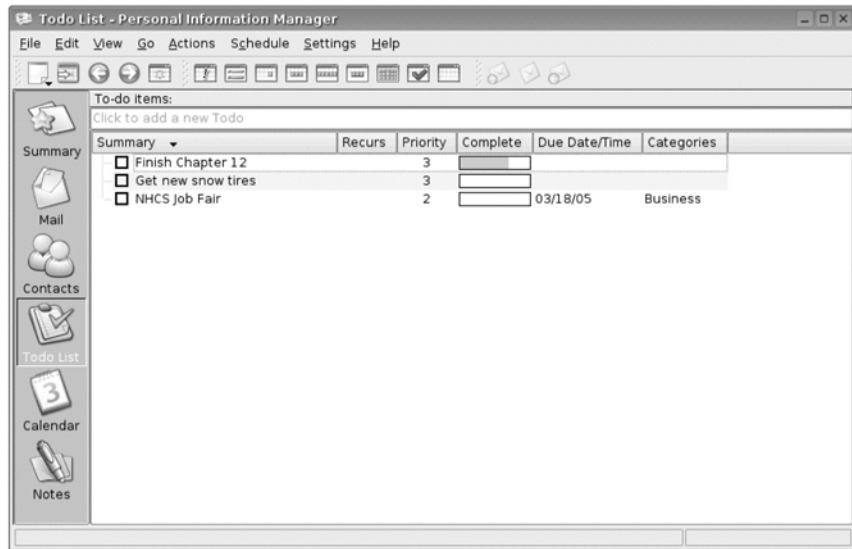 Todo List - Personal Information Manager
File Edit View Go Actions Schedule Settings Help
To-do items:
Click to add a new Todo
Summary Recurs Priority Complete Due Date/Time Categories
Finish Chapter 12 3
Get new snow tires 3
NHCS Job Fair 2 03/18/05 Business
Summary
Mail
Contacts
Todo List
3
Calendar
Notes